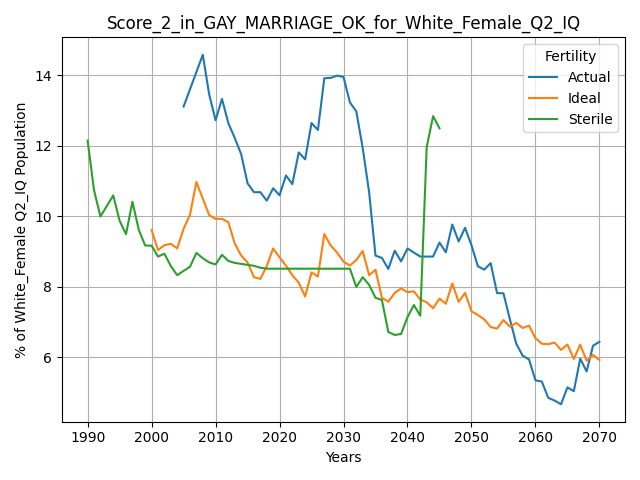 Score_2_in_GAY_MARRIAGE_OK_for_White_Female_Q2_IQ
Fertility
Actual
Ideal
Sterile
% of White_Female Q2_IQ Population
14
12
10
8
6
1990
2000
2010
2020
2030
2040
2050
2060
2070
Years